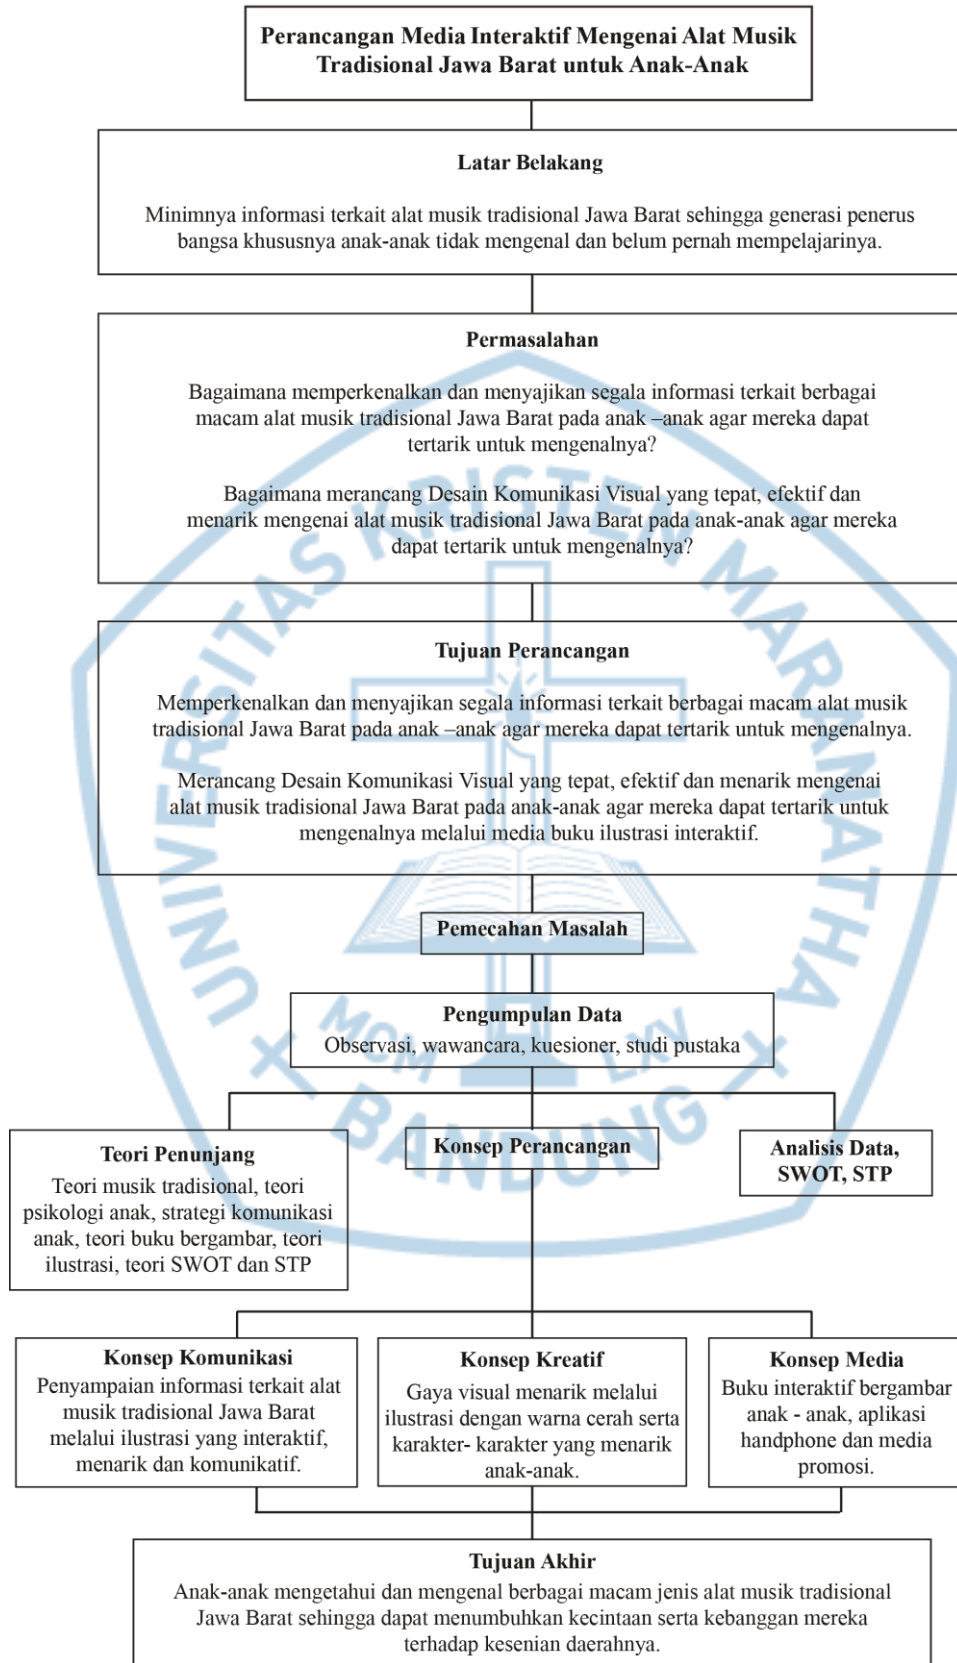 Perancangan Media Interaktif Mengenai Alat Musik
Tradisional Jawa Barat untuk Anak-Anak
Latar Belakang
Minimnya informasi terkait alat musik tradisional Jawa Barat sehingga generasi penerus
bangsa khususnya anak-anak tidak mengenal dan belum pernah mempelajarinya.
Permasalahan
Bagaimana memperkenalkan dan menyajikan segala informasi terkait berbagai
macam alat musik tradisional Jawa Barat pada anak –anak agar mereka dapat
tertarik untuk mengenalnya?
Bagaimana merancang Desain Komunikasi Visual yang tepat, efektif dan
menarik mengenai alat musik tradisional Jawa Barat pada anak-anak agar mereka
dapat tertarik untuk mengenalnya?
Tujuan Perancangan
Memperkenalkan dan menyajikan segala informasi terkait berbagai macam alat musik
tradisional Jawa Barat pada anak –anak agar mereka dapat tertarik untuk mengenalnya.
Merancang Desain Komunikasi Visual yang tepat, efektif dan menarik mengenai
alat musik tradisional Jawa Barat pada anak-anak agar mereka dapat tertarik untuk
mengenalnya melalui media buku ilustrasi interaktif.
Pemecahan Masalah
Pengumpulan Data
Observasi, wawancara, kuesioner, studi pustaka
Teori Penunjang
Teori musik tradisional, teori
psikologi anak, strategi komunikasi
anak, teori buku bergambar, teori
ilustrasi, teori SWOT dan STP
Konsep Perancangan
Analisis Data,
SWOT, STP
Konsep Komunikasi
Penyampaian informasi terkait alat
musik tradisional Jawa Barat
melalui ilustrasi yang interaktif,
menarik dan komunikatif.
Konsep Kreatif
Gaya visual menarik melalui
ilustrasi dengan warna cerah serta
karakter- karakter yang menarik
anak-anak.
Konsep Media
Buku interaktif bergambar
anak - anak, aplikasi
handphone dan media
promosi.
Tujuan Akhir
Anak-anak mengetahui dan mengenal berbagai macam jenis alat musik tradisional
Jawa Barat sehingga dapat menumbuhkan kecintaan serta kebanggan mereka
terhadap kesenian daerahnya.
UNIVERSITAS KRISTEN MARANATHA
MCM LXV
BANDUNG